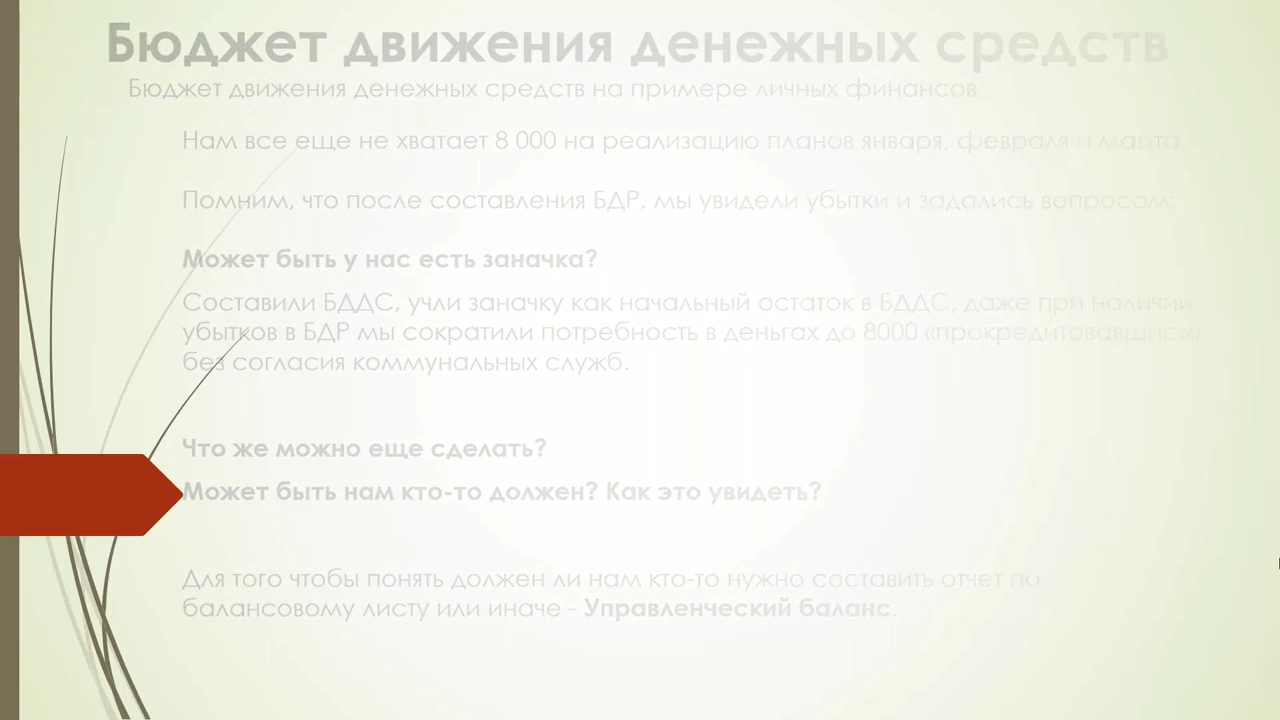 Бюджет движения денежных средств
Бюджет движения денежных средств на примере личных финансов
Нам все еще не хватает 8 000 на реализацию планов января, февраля и марта.
Помним, что после составления БДР, мы увидели убытки и задались вопросом:
Может быть у нас есть заначка?
Составили БДДС, учли заначку как начальный остаток в БДДС, даже при наличии
убытков в БДР мы сократили потребность в деньгах до 8000 «прокредитовавшись»
без согласия коммунальных служб.
Что же можно еще сделать?
Может быть нам кто-то должен? Как это увидеть?
Для того чтобы понять должен ли нам кто-то нужно составить отчет по
балансовому листу или иначе - Управленческий баланс.